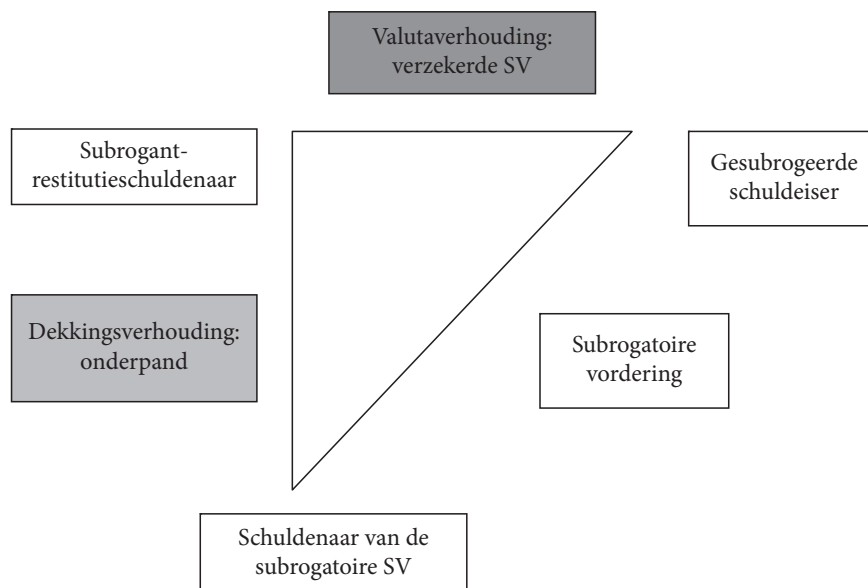 Valutaverhouding:
verzekerde SV
Subrogant-
restitutieschuldenaar
Gesubrogeerde
schuldeiser
Dekkingsverhouding:
onderpand
Subrogatoire
vordering
Schuldenaar van de
subrogatoire SV